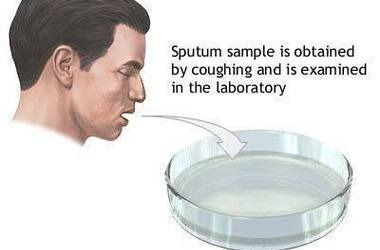 Sputum sample is obtained
by coughing and is examined
in the laboratory